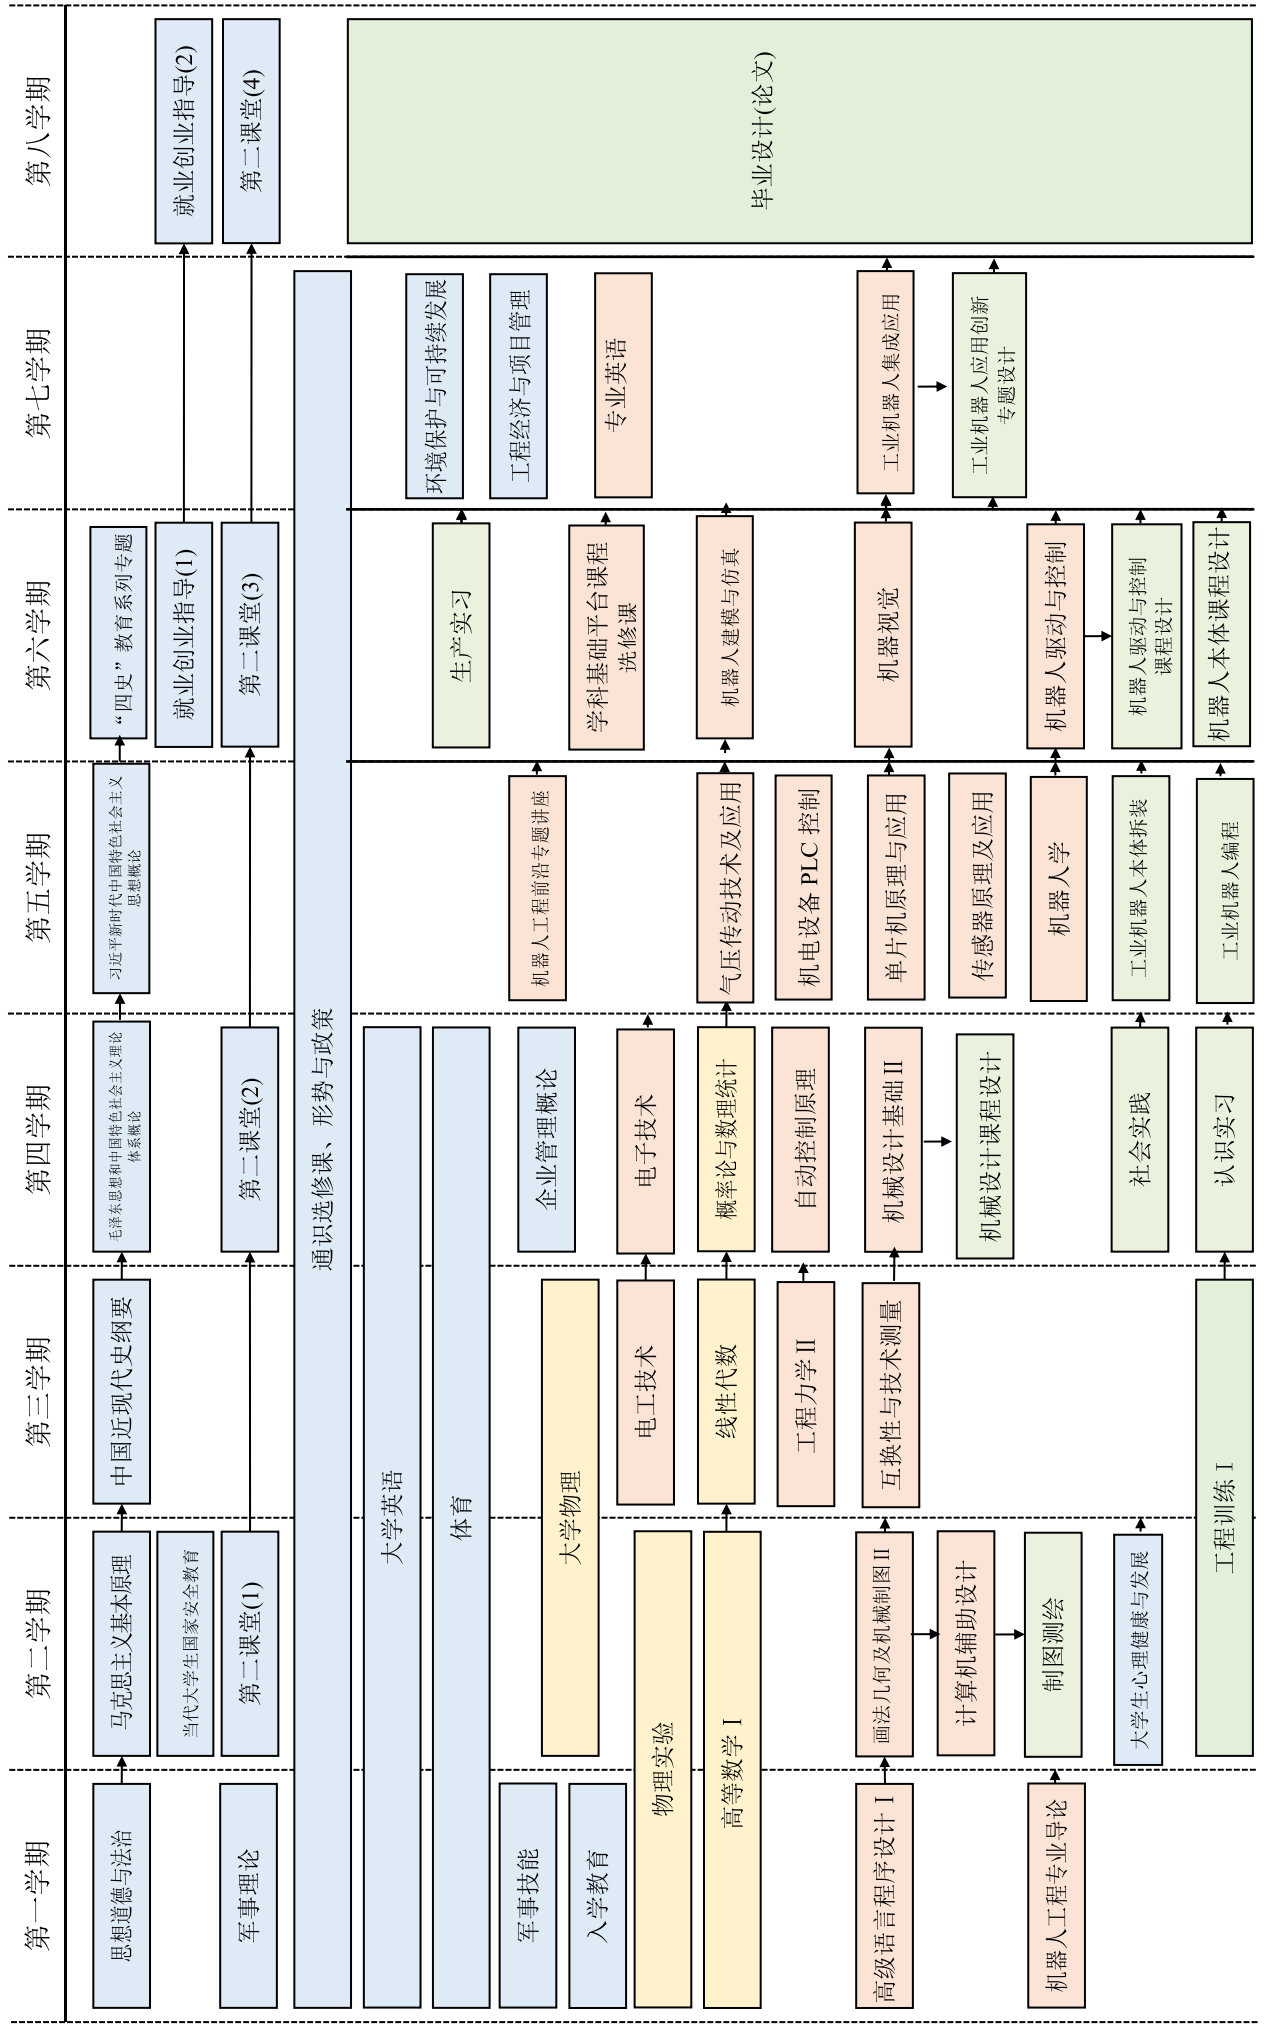 第一学期
第二学期
第三学期
第四学期
第五学期
第六学期
第七学期
第八学期
思想道德与法治
马克思主义基本原理
中国近现代史纲要
毛泽东思想和中国特色社会主义理论
体系概论
习近平新时代中国特色社会主义
思想概论
“四史”教育系列专题
当代大学生国家安全教育
就业创业指导(1)
就业创业指导(2)
军事理论
第二课堂(1)
第二课堂(2)
第二课堂(3)
第二课堂(4)
通识选修课、形势与政策
大学英语
体育
军事技能
入学教育
大学物理
企业管理概论
机器人工程前沿专题讲座
生产实习
环境保护与可持续发展
工程经济与项目管理
物理实验
电工技术
电子技术
学科基础平台课程
选修课
专业英语
高等数学 I
线性代数
概率论与数理统计
气压传动技术及应用
机器人建模与仿真
毕业设计(论文)
工程力学 II
自动控制原理
机电设备 PLC 控制
高级语言程序设计 I
画法几何及机械制图 II
互换性与技术测量
机械设计基础 II
单片机原理与应用
机器视觉
工业机器人集成应用
计算机辅助设计
机械设计课程设计
传感器原理及应用
工业机器人应用创新
专题设计
机器人工程专业导论
制图测绘
机器人学
机器人驱动与控制
大学生心理健康与发展
社会实践
工业机器人本体拆装
机器人驱动与控制
课程设计
工程训练 I
认识实习
工业机器人编程
机器人本体课程设计